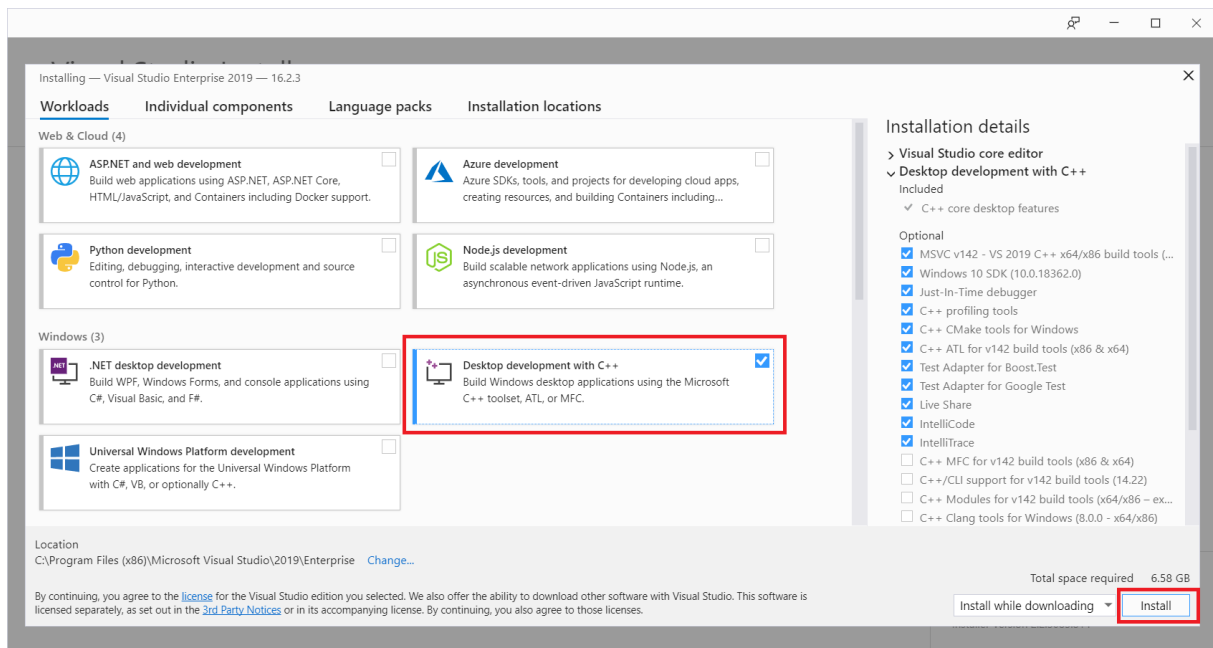 Installing — Visual Studio Enterprise 2019 — 16.2.3
Workloads Individual components Language packs Installation locations
Web & Cloud (4)
ASP.NET and web development
Build web applications using ASP.NET, ASP.NET Core,
HTML/JavaScript, and Containers including Docker support.
Azure development
Azure SDKs, tools, and projects for developing cloud apps,
creating resources, and building Containers including...
Python development
Editing, debugging, interactive development and source
control for Python.
Node.js development
Build scalable network applications using Node.js, an
asynchronous event-driven JavaScript runtime.
Windows (3)
.NET desktop development
Build WPF, Windows Forms, and console applications using
C#, Visual Basic, and F#.
Desktop development with C++
Build Windows desktop applications using the Microsoft
C++ toolset, ATL, or MFC.
Universal Windows Platform development
Create applications for the Universal Windows Platform
with C#, VB, or optionally C++.
Installation details
Visual Studio core editor
Desktop development with C++
Included
C++ core desktop features
Optional
MSVC v142 - VS 2019 C++ x64/x86 build tools (...
Windows 10 SDK (10.0.18362.0)
Just-In-Time debugger
C++ profiling tools
C++ CMake tools for Windows
C++ ATL for v142 build tools (x86 & x64)
Test Adapter for Boost.Test
Test Adapter for Google Test
Live Share
IntelliCode
IntelliTrace
C++ MFC for v142 build tools (x86 & x64)
C++/CLI support for v142 build tools (14.22)
C++ Modules for v142 build tools (x64/x86 – ex...
C++ Clang tools for Windows (8.0.0 - x64/x86)
Location
C:\Program Files (x86)\Microsoft Visual Studio\2019\Enterprise Change...
By continuing, you agree to the license for the Visual Studio edition you selected. We also offer the ability to download other software with Visual Studio. This software is
licensed separately, as set out in the 3rd Party Notices or in its accompanying license. By continuing, you also agree to those licenses.
Total space required 6.58 GB
Install while downloading Install